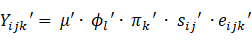 Y_{ijk}′ = μ′ · ϕ_l′ · π_k′ · s_{ij}′ · e_{ijk}′